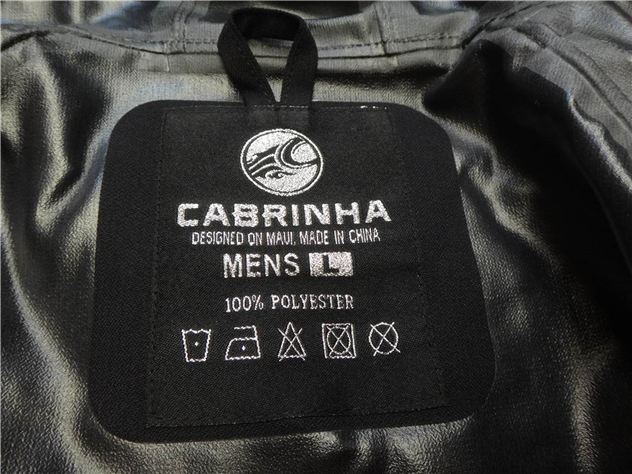 CABRINHA
DESIGNED ON MAUI, MADE IN CHINA
MENS L
100% POLYESTER